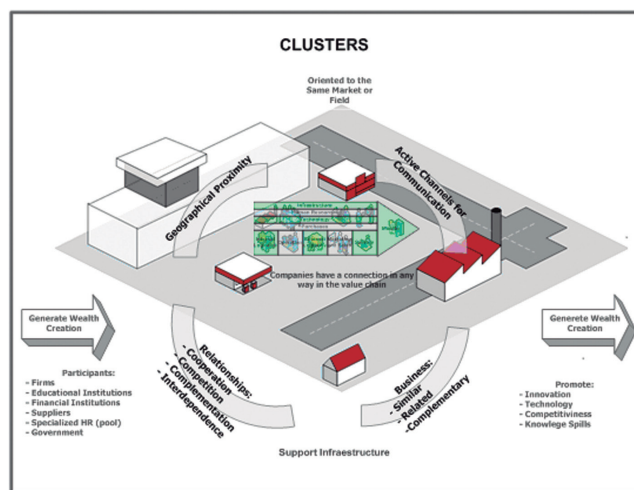 CLUSTERS
Oriented to the
Same Market or
Field
Geographical Proximity
Active Channels for
Communication
Companies have a connection in any
way in the value chain
Generate Wealth
Creation
Participants:
- Firms
- Educational Institutions
- Financial Institutions
- Suppliers
- Specialized HR (pool)
- Government
Relationships:
- Cooperation
- Competition
- Complementation
- Interdependence
Business:
- Similar
- Related
-Complementary
Generete Wealth
Creation
Promote:
- Innovation
- Technology
- Competitiviness
- Knowlege Spills
Support Infraestructure